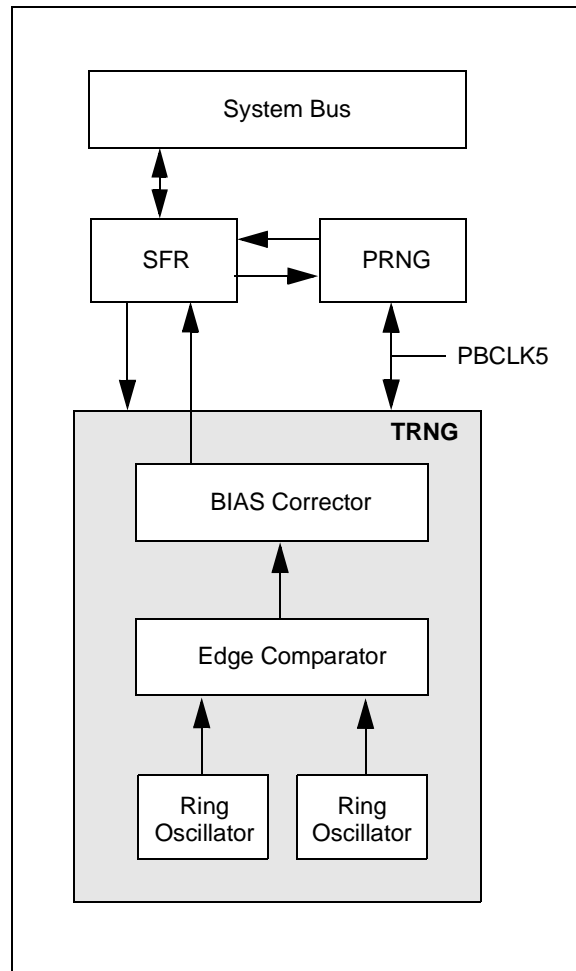 System Bus
SFR
PRNG
PBCLK5
TRNG
BIAS Corrector
Edge Comparator
Ring
Oscillator
Ring
Oscillator